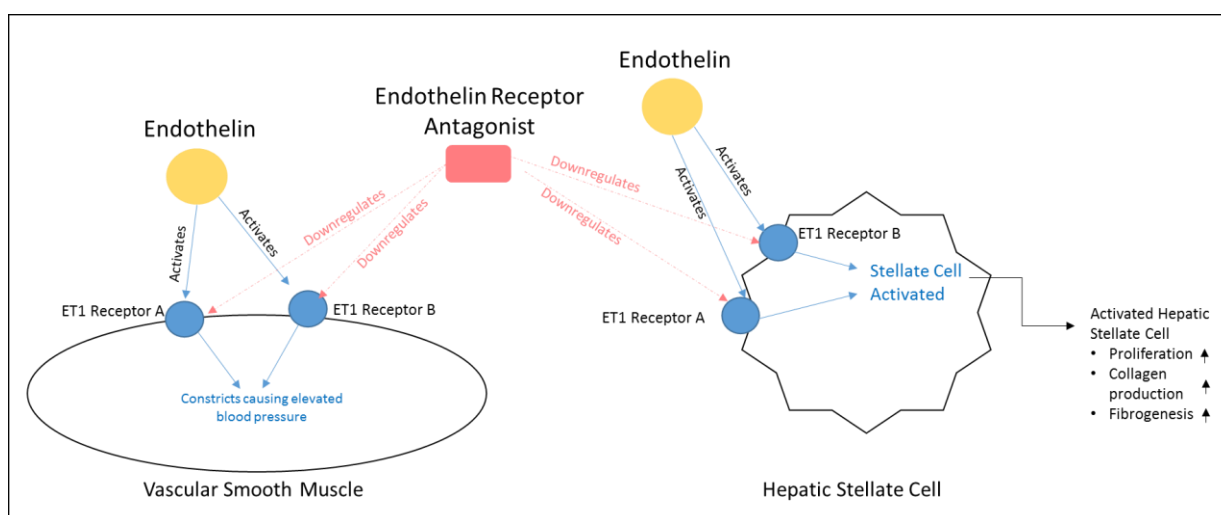 Endothelin
Activates
Activates
ET1 Receptor A
ET1 Receptor B
Constricts causing elevated
blood pressure
Vascular Smooth Muscle
Endothelin Receptor
Antagonist
Downregulates
Downregulates
Downregulates
Downregulates
Endothelin
Activates
Activates
ET1 Receptor B
ET1 Receptor A
Stellate Cell
Activated
Hepatic Stellate Cell
Activated Hepatic
Stellate Cell
• Proliferation
• Collagen
production
• Fibrogenesis